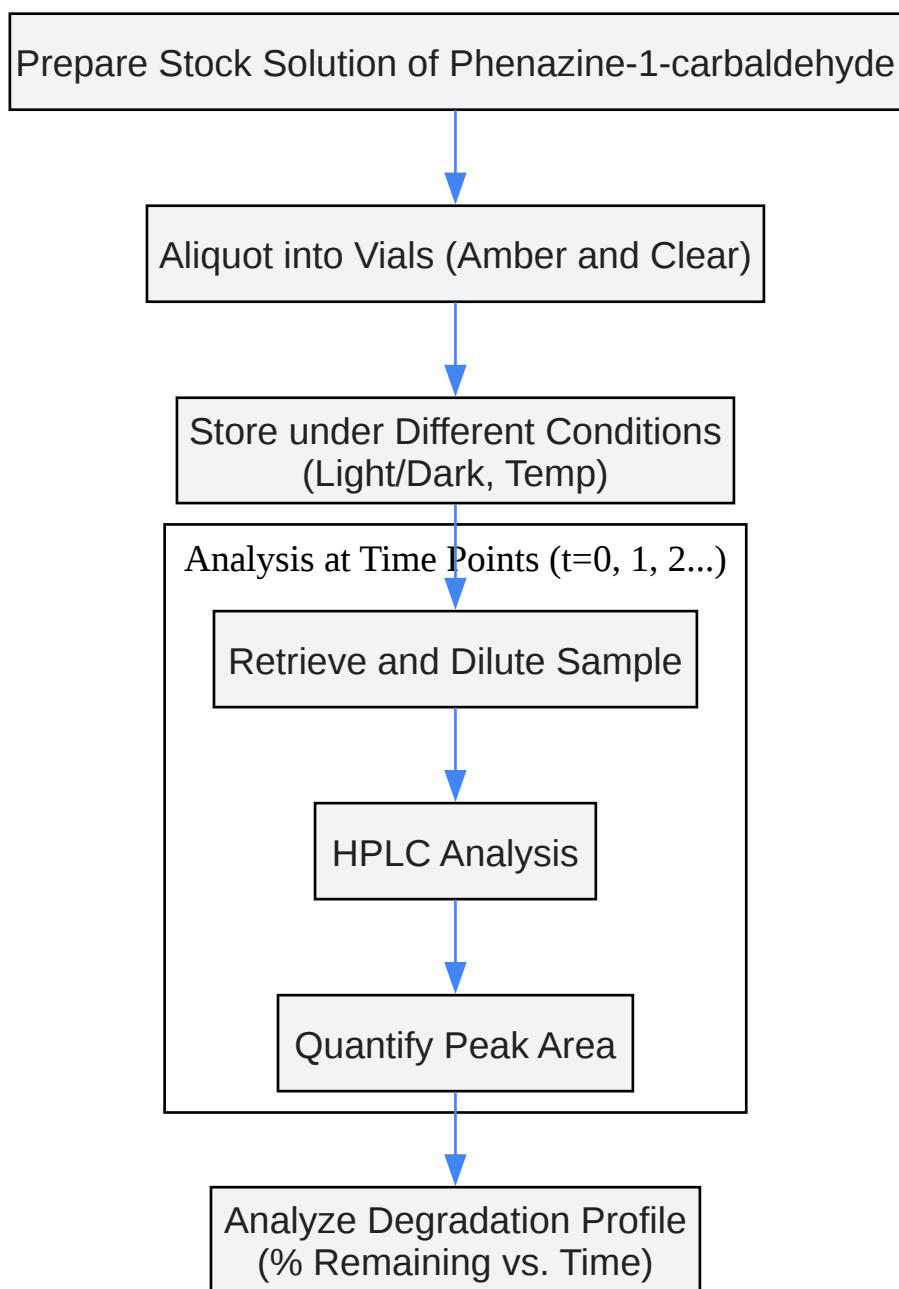 Prepare Stock Solution of Phenazine-1-carbaldehyde
Aliquot into Vials (Amber and Clear)
Store under Different Conditions
(Light/Dark, Temp)
Analysis at Time Points (t=0, 1, 2...)
Retrieve and Dilute Sample
HPLC Analysis
Quantify Peak Area
Analyze Degradation Profile
(% Remaining vs. Time)